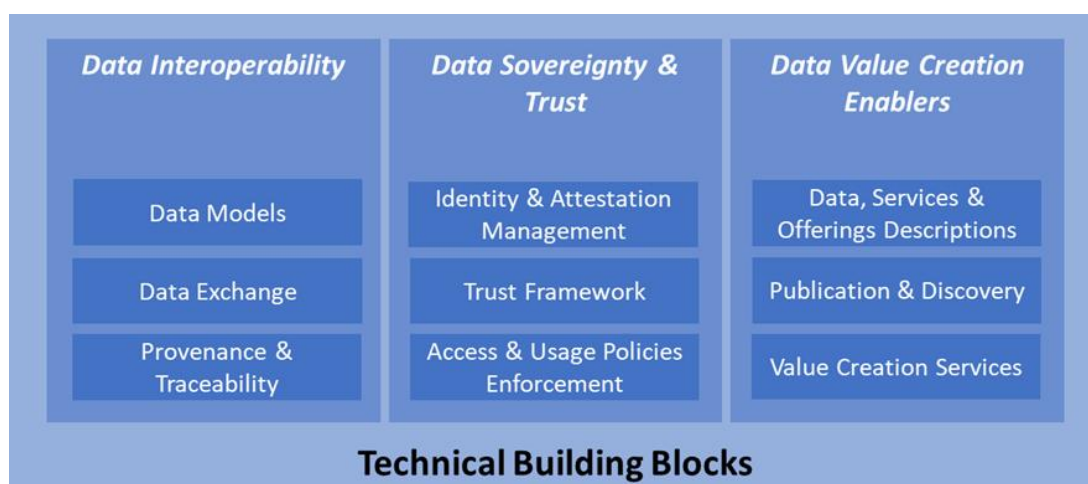 Data Interoperability
Data Models
Data Exchange
Provenance &
Traceability
Data Sovereignty &
Trust
Identity & Attestation
Management
Trust Framework
Access & Usage Policies
Enforcement
Data Value Creation
Enablers
Data, Services &
Offerings Descriptions
Publication & Discovery
Value Creation Services
Technical Building Blocks